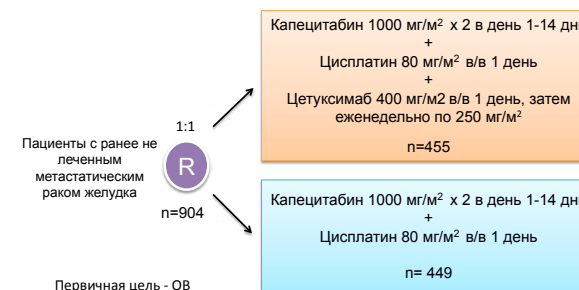 Капецитабин 1000 мг/м² x 2 в день 1-14 дн
+
Цисплатин 80 мг/м² в/в 1 день
+
Цетуксимаб 400 мг/м2 в/в 1 день, затем
еженедельно по 250 мг/м²
n=455
1:1
Пациенты с ранее не
леченным
метастатическим
раком желудка
R
n=904
Капецитабин 1000 мг/м² x 2 в день 1-14 дн
+
Цисплатин 80 мг/м² в/в 1 день
n= 449
Первичная цель - ОВ